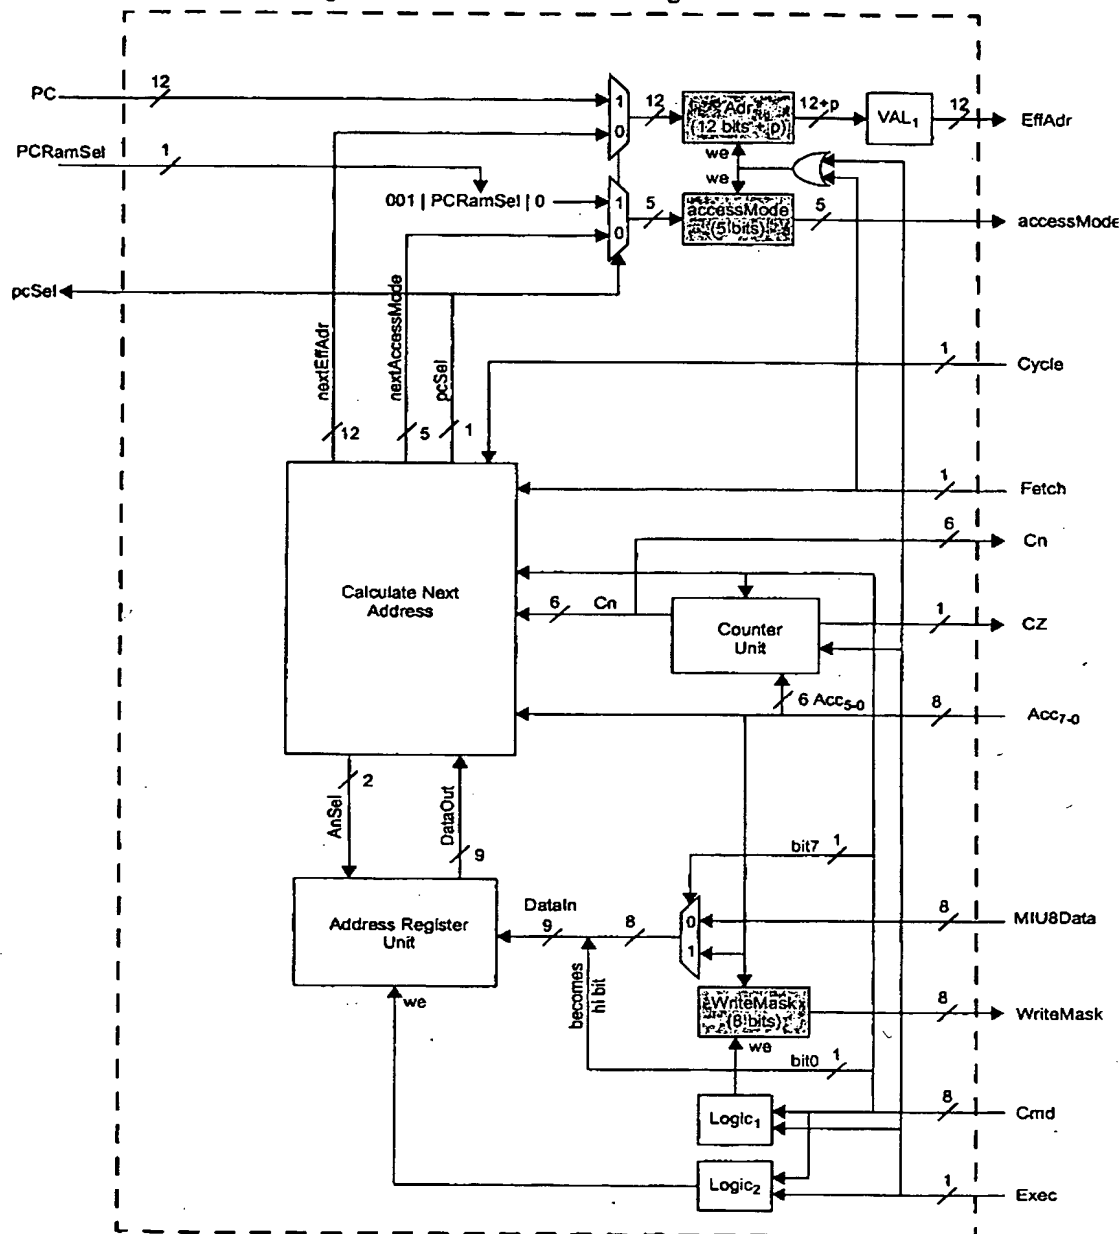 PC
12
1
0
12
Adr
(12 bits + p)
12+p
VAL1
12
EffAdr
PCRamSel
1
we
we
001 | PCRamSel | 0
1
0
5
accessMode
(5 bits)
5
accessMode
pcSel
nextEffAdr
nextAccessMode
pcSel
12
5
1
1
Cycle
1
Fetch
6
Cn
Calculate Next
Address
6
Cn
Counter
Unit
1
CZ
6 Acc5-0
8
Acc7-0
AnSel
2
DataOut
9
bit7
1
Address Register
Unit
DataIn
9
8
0
1
8
MIU8Data
becomes
hi bit
WriteMask
(8 bits)
8
WriteMask
we
we
bit0
1
Logic1
8
Cmd
Logic2
1
Exec